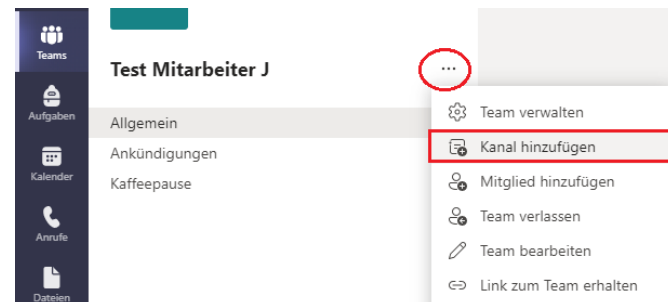 Teams
Aufgaben
Kalender
Anrufe
Dateien
Test Mitarbeiter J
...
Allgemein
Ankündigungen
Kaffeepause
Team verwalten
Kanal hinzufügen
Mitglied hinzufügen
Team verlassen
Team bearbeiten
Link zum Team erhalten